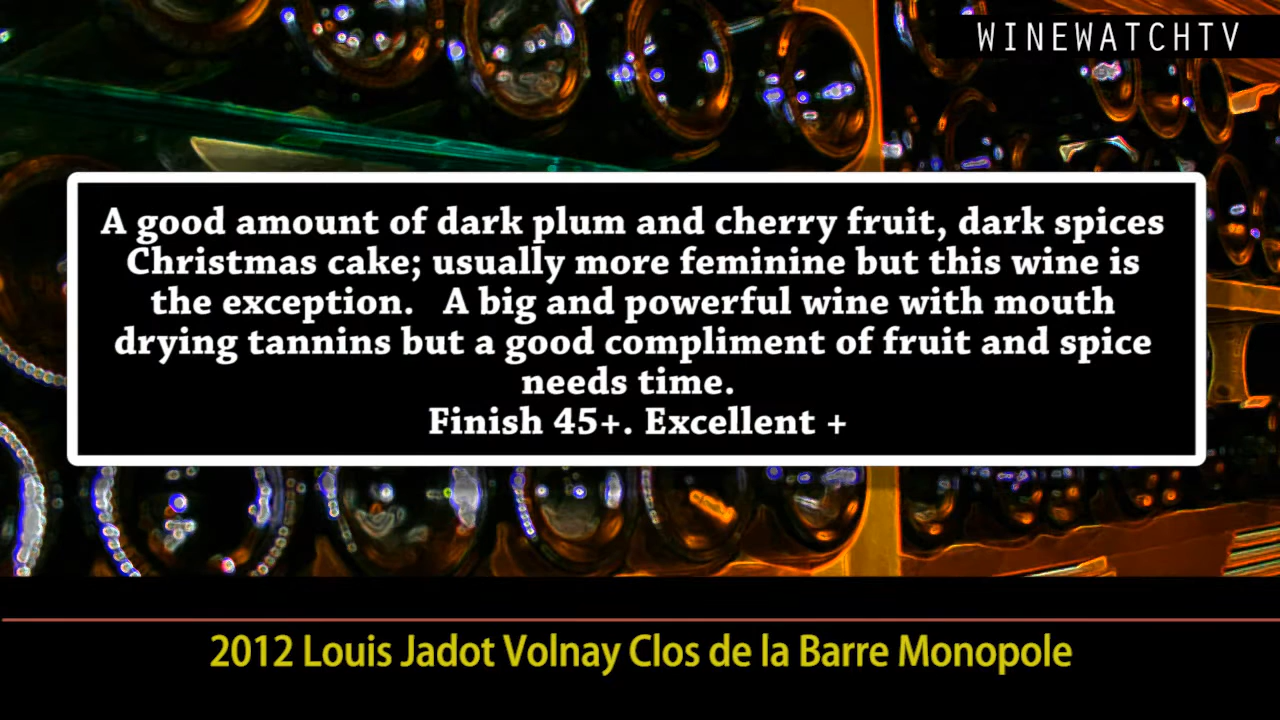 WINEWATCHTV
A good amount of dark plum and cherry fruit, dark spices
Christmas cake; usually more feminine but this wine is
the exception.   A big and powerful wine with mouth
drying tannins but a good compliment of fruit and spice
needs time.
Finish 45+. Excellent +
2012 Louis Jadot Volnay Clos de la Barre Monopole